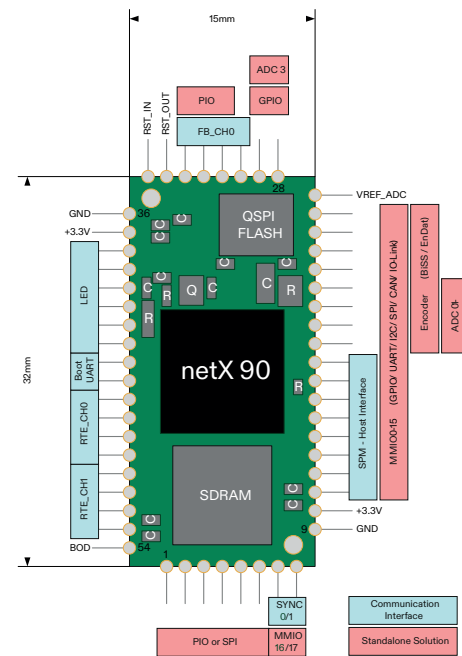 15mm
ADC 3
PIO
GPIO
RST_IN
RST_OUT
FB_CH0
28
VREF_ADC
36
GND
+3.3V
QSPI
FLASH
C
C
C
C
C
C
C
R
Q
C
C
R
R
R
LED
Boot
UART
RTE_CH0
RTE_CH1
32mm
netX 90
SPM - Host Interface
MMIO0-15 (GPIO/ UART/ I2C/ SPI/ CAN/ IO-Link)
Encoder (BISS / EnDat)
SDRAM
C
C
C
C
+3.3V
GND
9
BOD
54
1
SYNC
0/1
PIO or SPI
MMIO
16/17
Communication
Interface
Standalone Solution